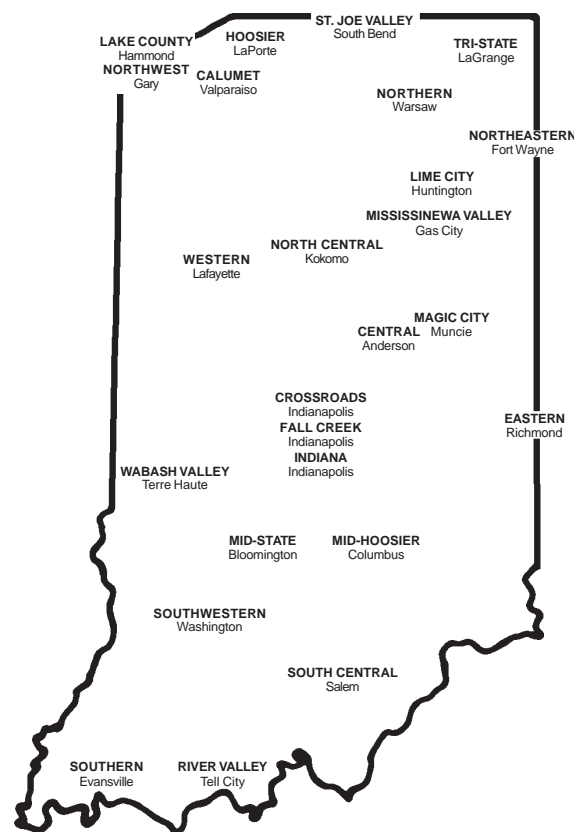 ST. JOE VALLEY
South Bend
HOOSIER
LaPorte
LAKE COUNTY
Hammond
TRI-STATE
LaGrange
NORTHWEST
Gary
CALUMET
Valparaiso
NORTHERN
Warsaw
NORTHEASTERN
Fort Wayne
LIME CITY
Huntington
MISSISSINEWA VALLEY
Gas City
NORTH CENTRAL
Kokomo
WESTERN
Lafayette
MAGIC CITY
Muncie
CENTRAL
Anderson
CROSSROADS
Indianapolis
FALL CREEK
Indianapolis
INDIANA
Indianapolis
EASTERN
Richmond
WABASH VALLEY
Terre Haute
MID-STATE
Bloomington
MID-HOOSIER
Columbus
SOUTHWESTERN
Washington
SOUTH CENTRAL
Salem
SOUTHERN
Evansville
RIVER VALLEY
Tell City